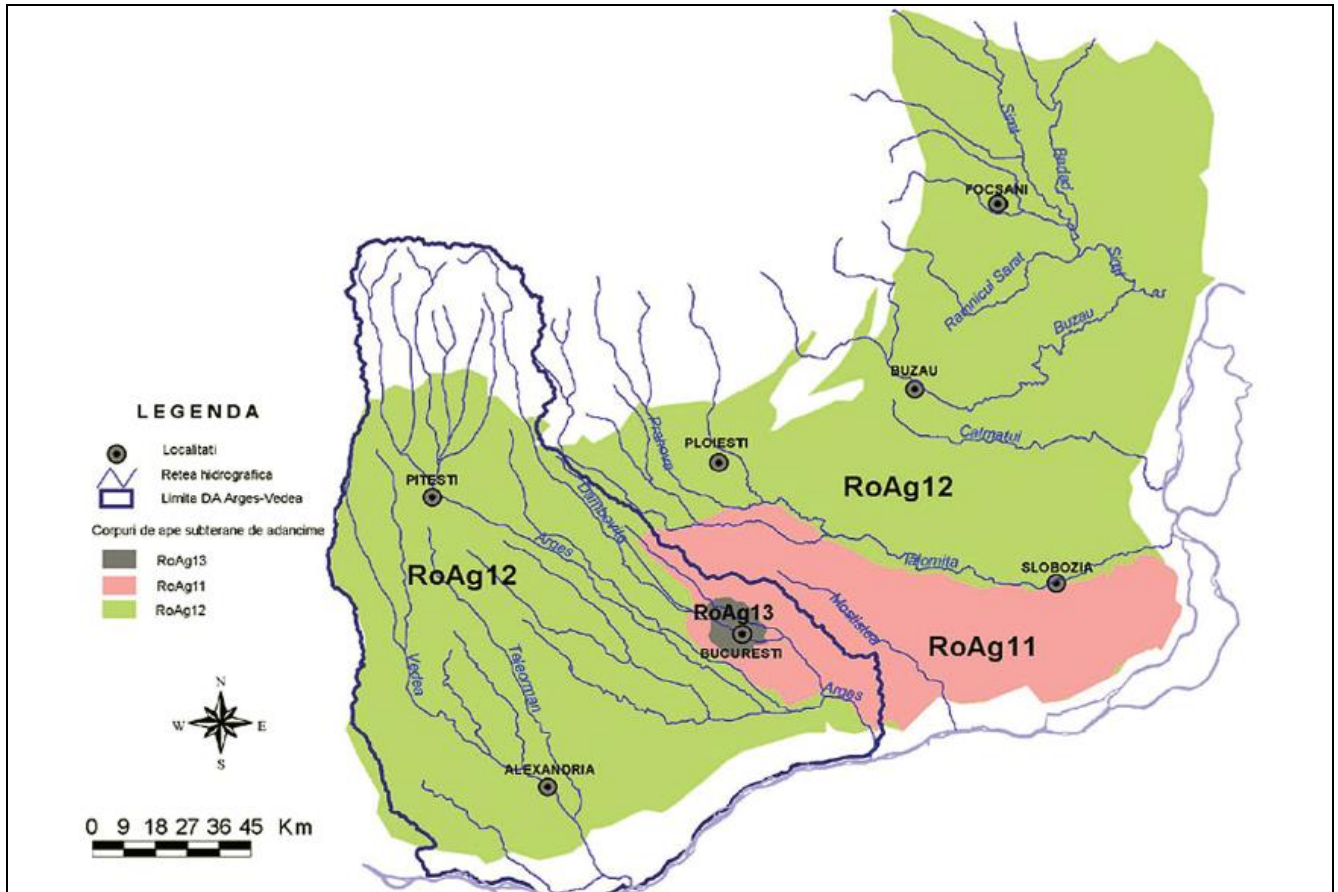 Siret
Barlad
FOCSANI
Siret
Ramnicul Sarat
Buzau
BUZAU
Calmatui
LEGENDA
Localitati
Retea hidrografica
Limita DA Arges-Vedea
Corpuri de ape subterane de adancime
RoAg13
RoAg11
RoAg12
Prahova
PLOIESTI
PITESTI
RoAg12
Dambovita
Arges
RoAg12
Ialomita
SLOBOZIA
RoAg13
BUCURESTI
Mostistea
RoAg11
Arges
Vedea
Teleorman
ALEXANDRIA
N
W
E
S
0 9 18 27 36 45 Km